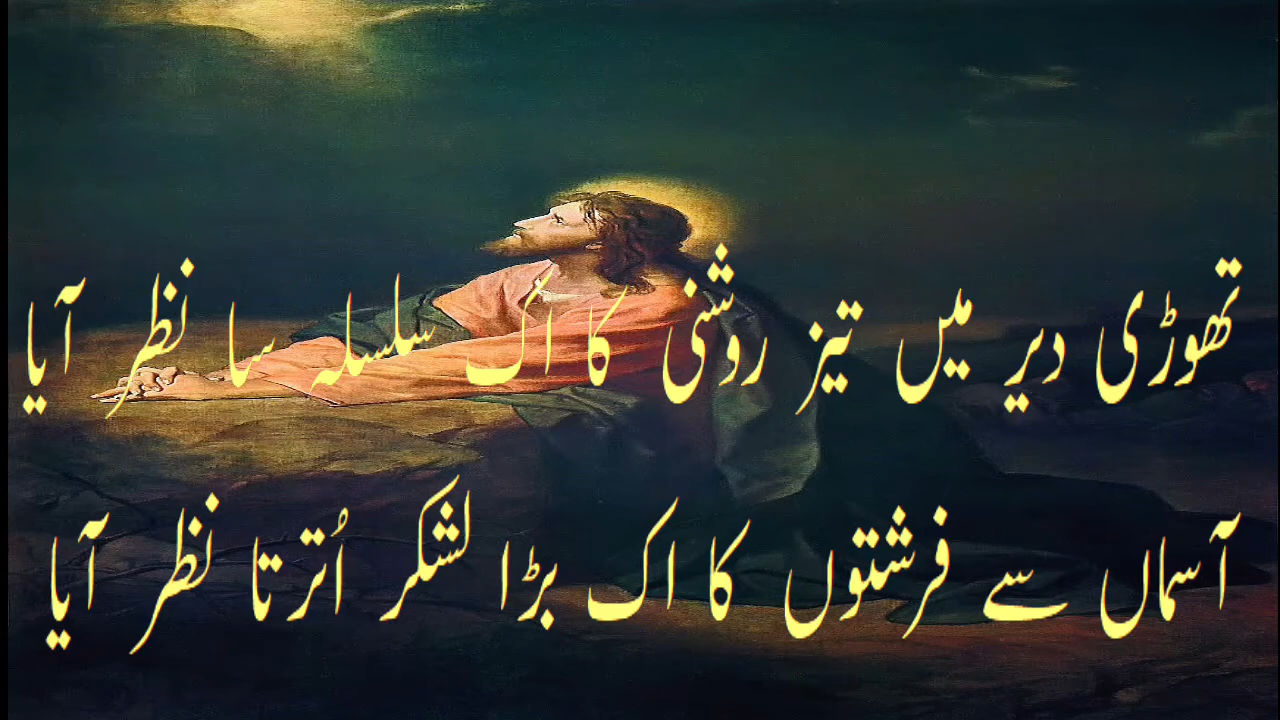 تھوڑی دیر میں تیز روشنی کا اک سلسلہ سا نظر آیا
آسماں سے فرشتوں کا اک بڑا لشکر اُترتا نظر آیا